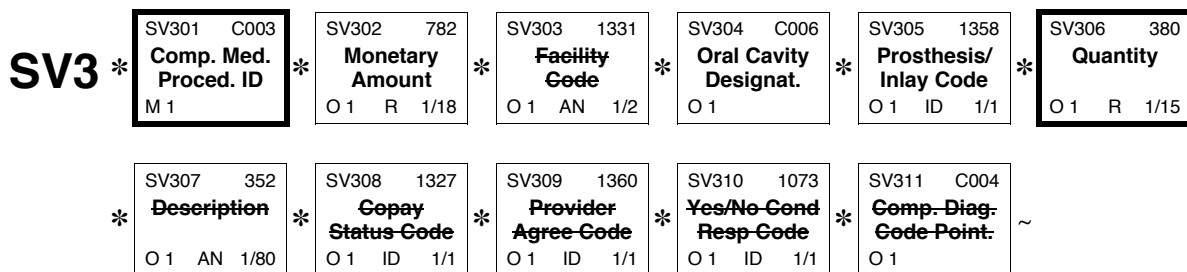 SV3 * SV301 C003 * SV302 782 * SV303 1331 * SV304 C006 * SV305 1358 * SV306 380
Comp. Med. Monetary Facility Oral Cavity Prosthesis/ Quantity
Proced. ID Amount Code Designat. Inlay Code
M 1 O 1 R 1/18 O 1 AN 1/2 O 1 O 1 ID 1/1 O 1 R 1/15
* SV307 352 * SV308 1327 * SV309 1360 * SV310 1073 * SV311 C004 ~
Description Copay Provider Yes/No Cond Comp. Diag.
Status Code Agree Code Resp Code Code Point.
O 1 AN 1/80 O 1 ID 1/1 O 1 ID 1/1 O 1 ID 1/1 O 1